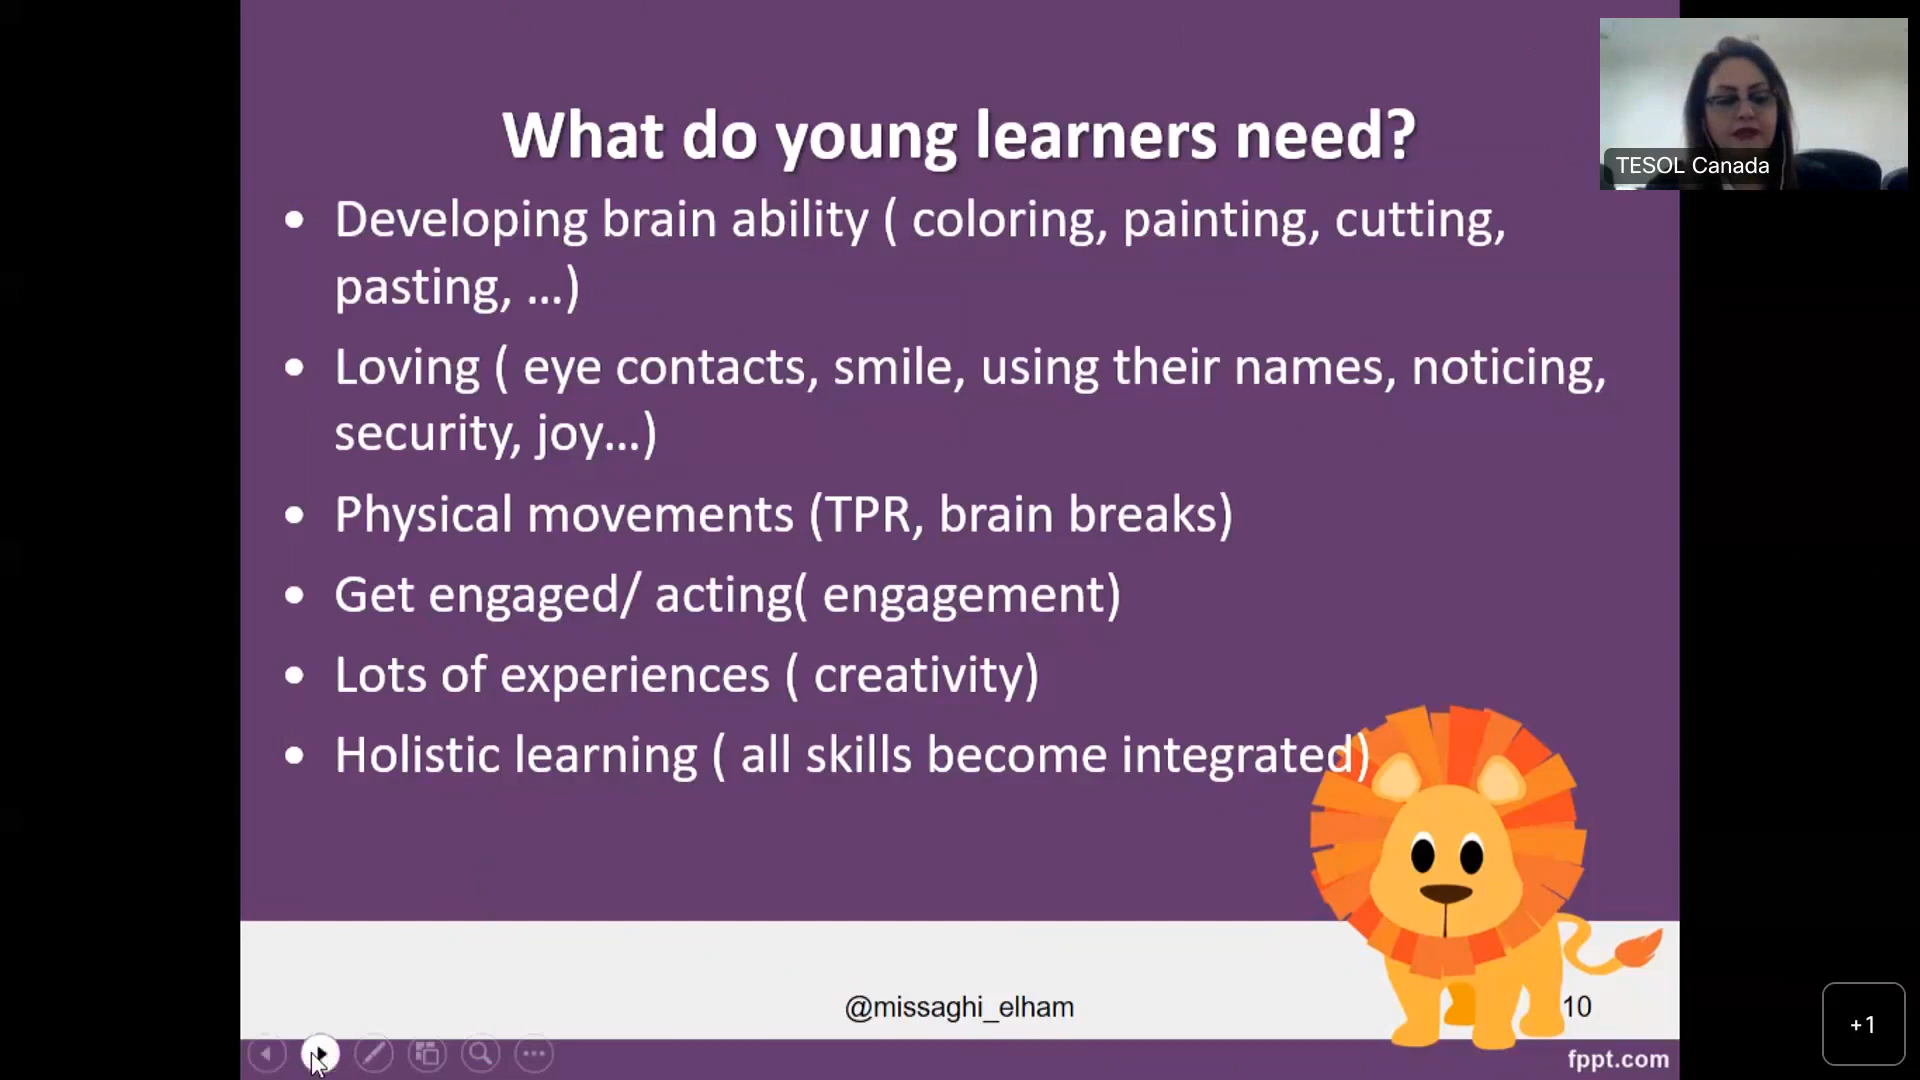 What do young learners need?
• Developing brain ability ( coloring, painting, cutting,
pasting, ...)
• Loving ( eye contacts, smile, using their names, noticing,
security, joy...)
• Physical movements (TPR, brain breaks)
• Get engaged/ acting( engagement)
• Lots of experiences ( creativity)
• Holistic learning ( all skills become integrated)
@missaghi_elham
10
fppt.com
TESOL Canada
+1